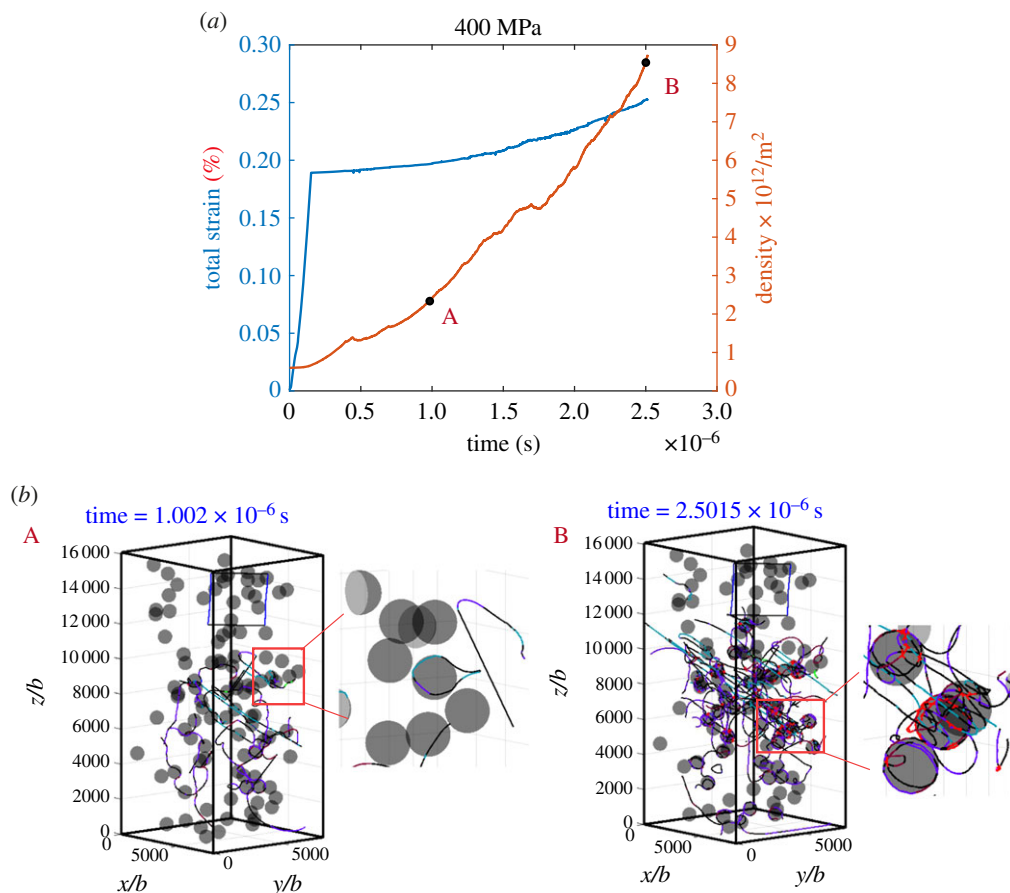 (a)
400 MPa
0.30
0.25
0.20
0.15
0.10
0.05
0
total strain (%)
9
8
7
6
5
4
3
2
1
0
density × 10¹²/m²
A
B
0 0.5 1.0 1.5 2.0 2.5 3.0
time (s) ×10⁻⁶
(b)
time = 1.002 × 10⁻⁶ s
A
16 000
14 000
12 000
10 000
8000
6000
4000
2000
0
z/b
5000 0 5000
x/b y/b
time = 2.5015 × 10⁻⁶ s
B
16 000
14 000
12 000
10 000
8000
6000
4000
2000
0
z/b
5000 0 5000
x/b y/b